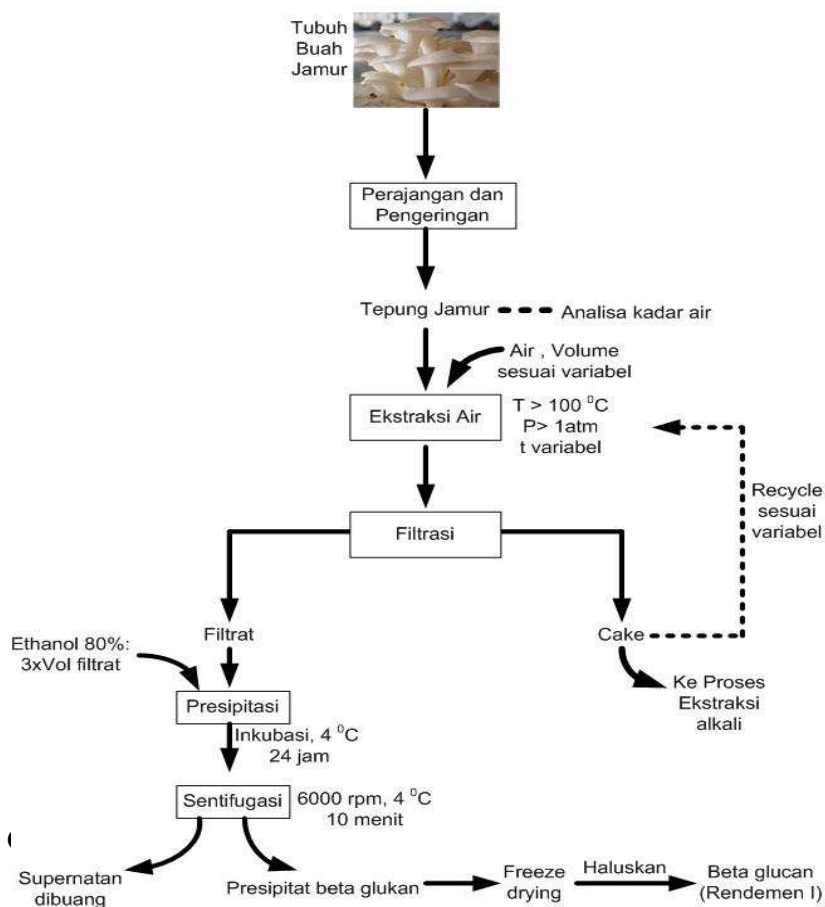 Tubuh
Buah
Jamur
Perajangan dan
Pengeringan
Tepung Jamur
Analisa kadar air
Air , Volume
sesuai variabel
Ekstraksi Air
T > 100 ⁰C
P> 1atm
t variabel
Recycle
sesuai
variabel
Filtrasi
Filtrat
Cake
Ethanol 80%:
3xVol filtrat
Ke Proses
Ekstraksi
alkali
Presipitasi
Inkubasi, 4 ⁰C
24 jam
Sentifugasi
6000 rpm, 4 ⁰C
10 menit
Supernatan
dibuang
Presipitat beta glukan
Freeze
drying
Haluskan
Beta glucan
(Rendemen I)